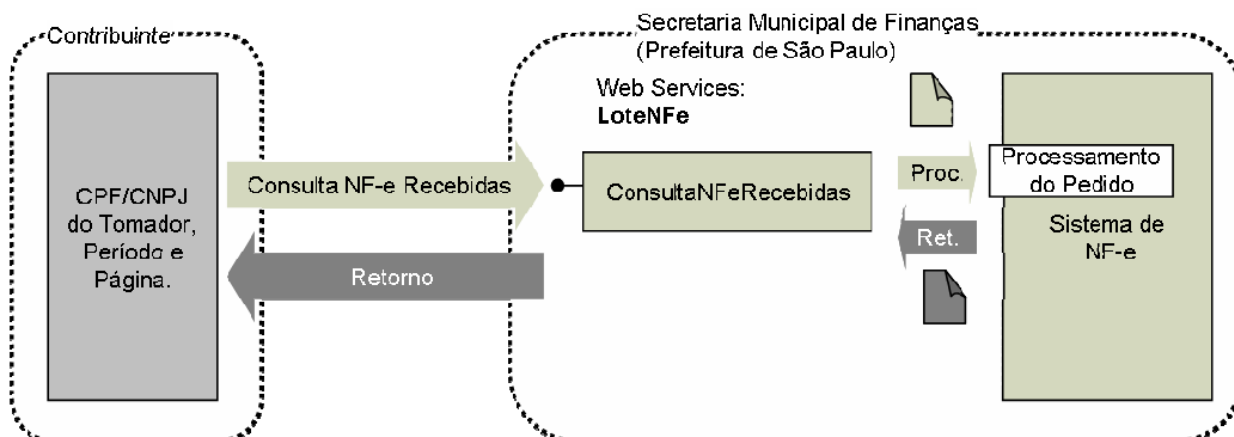 Contribuinte
CPF/CNPJ
do Tomador,
Período e
Página.
Consulta NF-e Recebidas
Retorno
Secretaria Municipal de Finanças
(Prefeitura de São Paulo)
Web Services:
LoteNFe
ConsultaNFeRecebidas
Proc.
Ret.
Processamento
do Pedido
Sistema de
NF-e